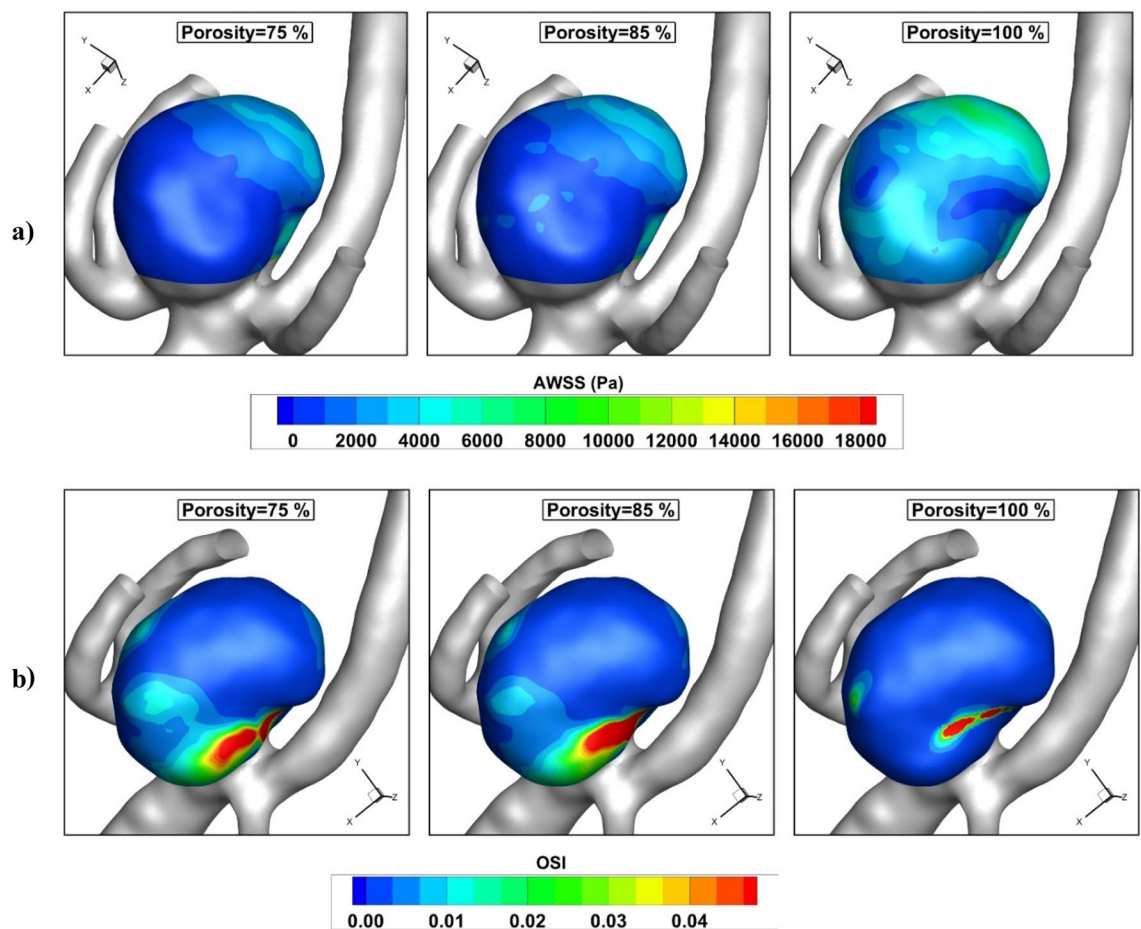 a)
Porosity=75 %
Y
X
Z
Porosity=85 %
Y
X
Z
Porosity=100 %
Y
X
Z
AWSS (Pa)
0 2000 4000 6000 8000 10000 12000 14000 16000 18000
b)
Porosity=75 %
Y
X
Z
Porosity=85 %
Y
X
Z
Porosity=100 %
Y
X
Z
OSI
0.00 0.01 0.02 0.03 0.04